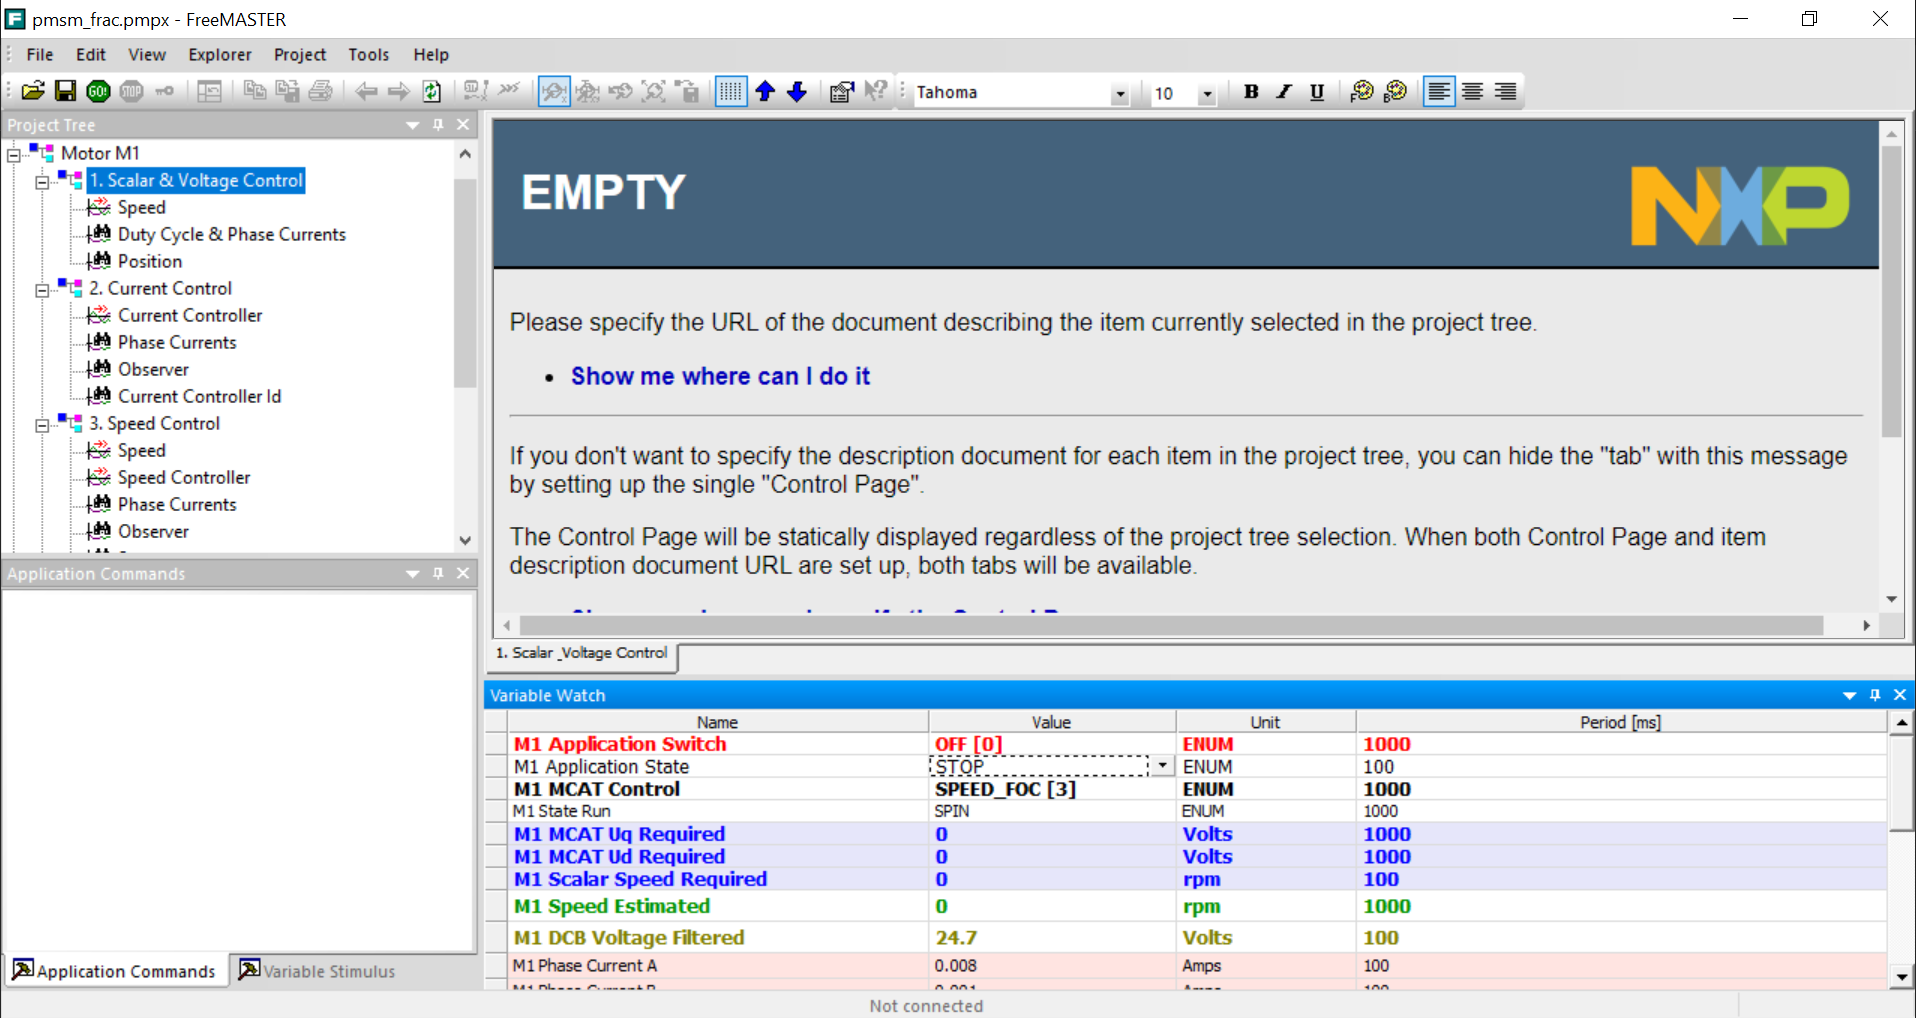 pmsm_frac.pmpx - FreeMASTER
File Edit View Explorer Project Tools Help
GO! STOP Tahoma 10 B I U
Project Tree
Motor M1
1. Scalar & Voltage Control
Speed
Duty Cycle & Phase Currents
Position
2. Current Control
Current Controller
Phase Currents
Observer
Current Controller Id
3. Speed Control
Speed
Speed Controller
Phase Currents
Observer
Application Commands
Application Commands Variable Stimulus
EMPTY
NXP
Please specify the URL of the document describing the item currently selected in the project tree.
• Show me where can I do it
If you don't want to specify the description document for each item in the project tree, you can hide the "tab" with this message
by setting up the single "Control Page".
The Control Page will be statically displayed regardless of the project tree selection. When both Control Page and item
description document URL are set up, both tabs will be available.
1. Scalar _Voltage Control
Variable Watch
Name Value Unit Period [ms]
M1 Application Switch OFF [0] ENUM 1000
M1 Application State STOP ENUM 100
M1 MCAT Control SPEED_FOC [3] ENUM 1000
M1 State Run SPIN ENUM 1000
M1 MCAT Uq Required 0 Volts 1000
M1 MCAT Ud Required 0 Volts 1000
M1 Scalar Speed Required 0 rpm 100
M1 Speed Estimated 0 rpm 1000
M1 DCB Voltage Filtered 24.7 Volts 100
M1 Phase Current A 0.008 Amps 100
Not connected